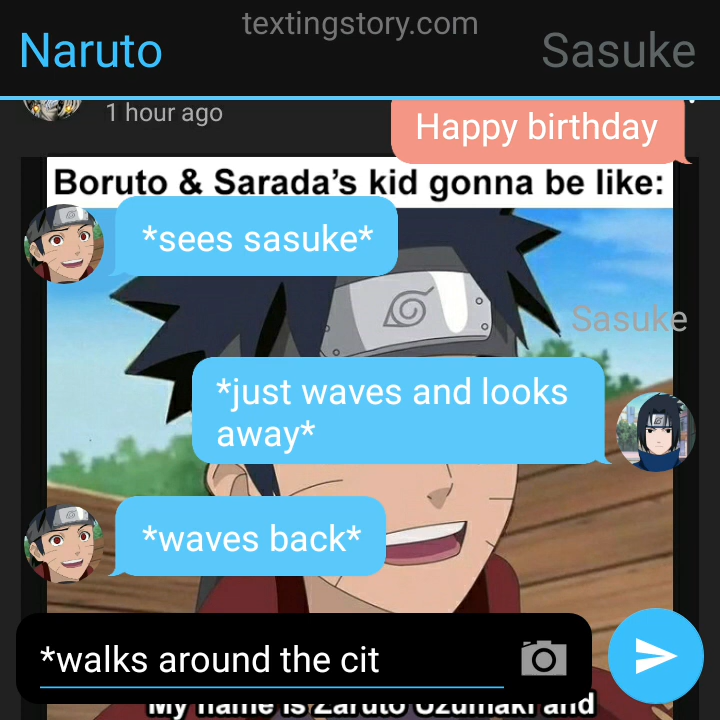 textingstory.com
Naruto
Sasuke
1 hour ago
Happy birthday
Boruto & Sarada's kid gonna be like:
*sees sasuke*
Sasuke
*just waves and looks
away*
*waves back*
*walks around the cit
My name is Zaruto Uzumaki and